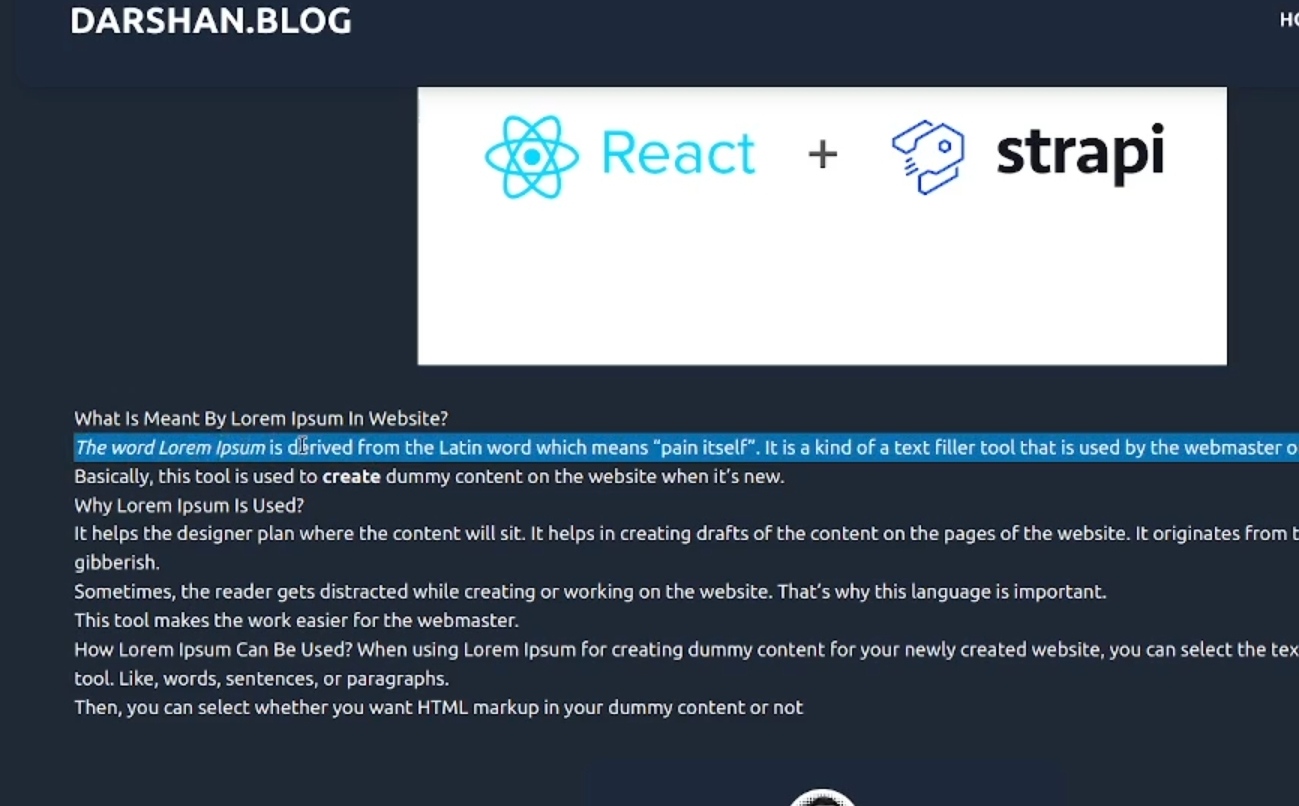 DARSHAN.BLOG
React + strapi
What Is Meant By Lorem Ipsum In Website?
The word Lorem Ipsum is derived from the Latin word which means “pain itself”. It is a kind of a text filler tool that is used by the webmaster
Basically, this tool is used to create dummy content on the website when it’s new.
Why Lorem Ipsum Is Used?
It helps the designer plan where the content will sit. It helps in creating drafts of the content on the pages of the website. It originates from
gibberish.
Sometimes, the reader gets distracted while creating or working on the website. That’s why this language is important.
This tool makes the work easier for the webmaster.
How Lorem Ipsum Can Be Used? When using Lorem Ipsum for creating dummy content for your newly created website, you can select the
tool. Like, words, sentences, or paragraphs.
Then, you can select whether you want HTML markup in your dummy content or not